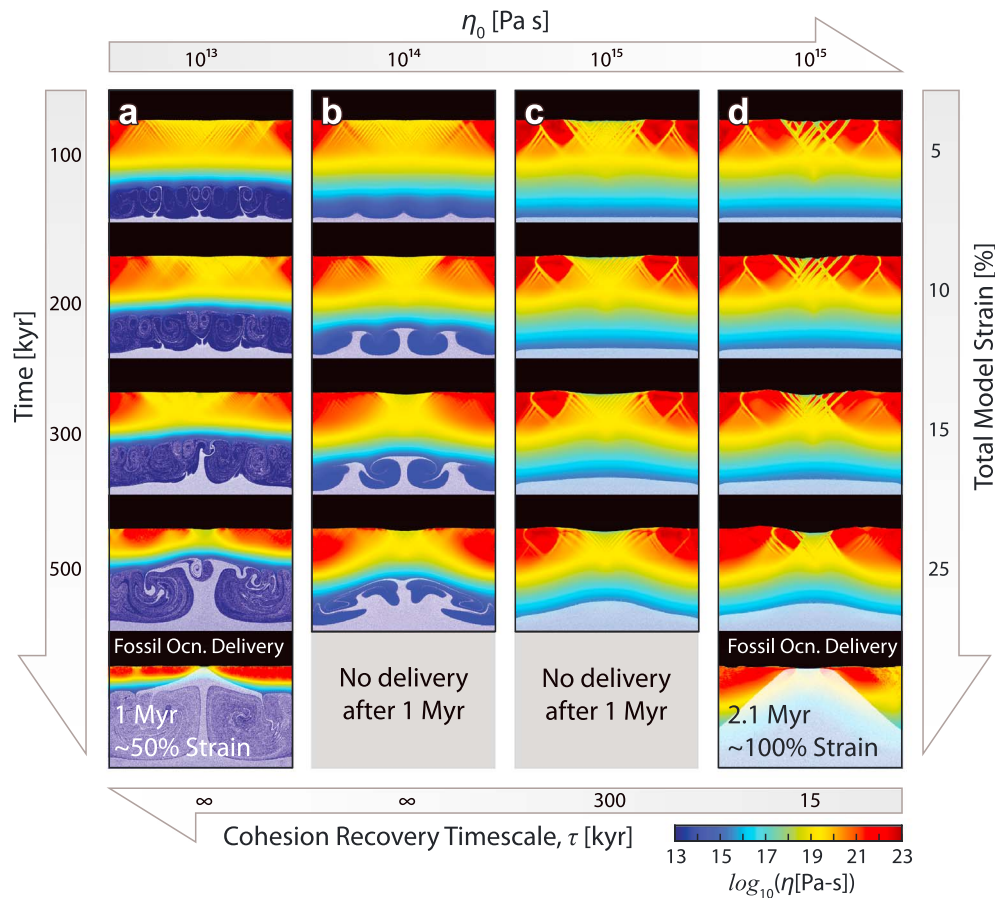 η0 [Pa s]
10¹³ 10¹⁴ 10¹⁵ 10¹⁵
a b c d
Time [kyr]
100
200
300
500
Total Model Strain [%]
5
10
15
25
Fossil Ocn. Delivery
1 Myr
~50% Strain
No delivery
after 1 Myr
No delivery
after 1 Myr
Fossil Ocn. Delivery
2.1 Myr
~100% Strain
∞ ∞ 300 15
Cohesion Recovery Timescale, τ [kyr]
13 15 17 19 21 23
log₁₀(η[Pa-s])